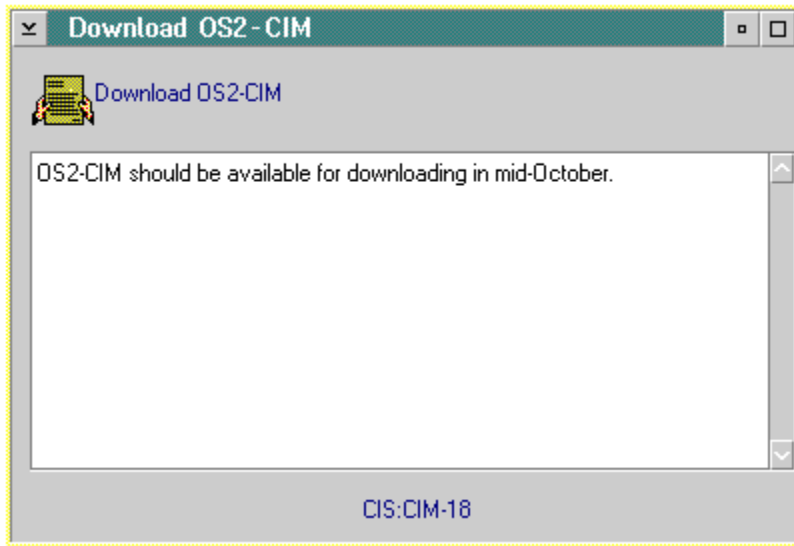 Download OS2-CIM
Download OS2-CIM
OS2-CIM should be available for downloading in mid-October.
CIS:CIM-18